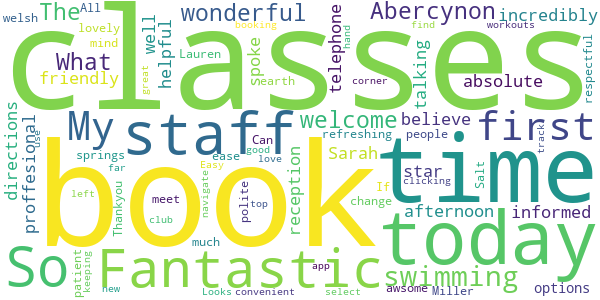 welsh
The
All
wonderful
booking
Abercynon
find
incredibly
classes
lovely
mind
What
friendly
great
well
helpful
Lauren
spoke
earth
telephone
hand
corner
talking
absolute
workouts
respectful
directions
proffesional
use
My
staff
welcome
believe
first
track
refreshing
people
springs
far
ease
Can
good
love
Sarah
star
clicking
time
book
left
Thankyou
meet
club
Easy
navigate
polite
top
reception
If
change
Salt
afternoon
informed
So
patient
keeping
new
Fantastic
much
Looks
convenient
app
select
today
swimming
awsome
Miller
options